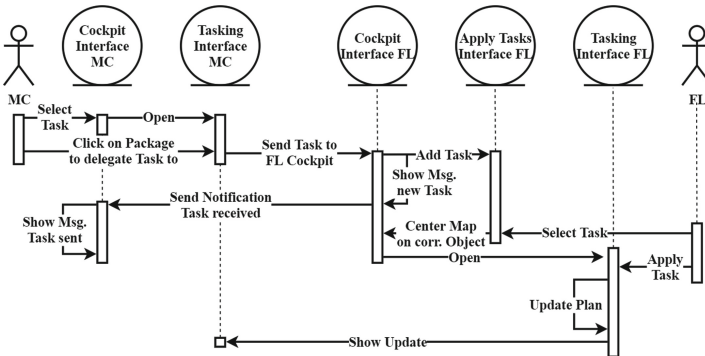 Cockpit
Interface
MC
Tasking
Interface
MC
Cockpit
Interface FL
Apply Tasks
Interface FL
Tasking
Interface FL
MC
FL
Select
Task
Open
Click on Package
to delegate Task to
Send Task to
FL Cockpit
Add Task
Show Msg.
new Task
Send Notification
Task received
Show Msg.
Task sent
Center Map
on corr. Object
Select Task
Open
Apply
Task
Update Plan
Show Update